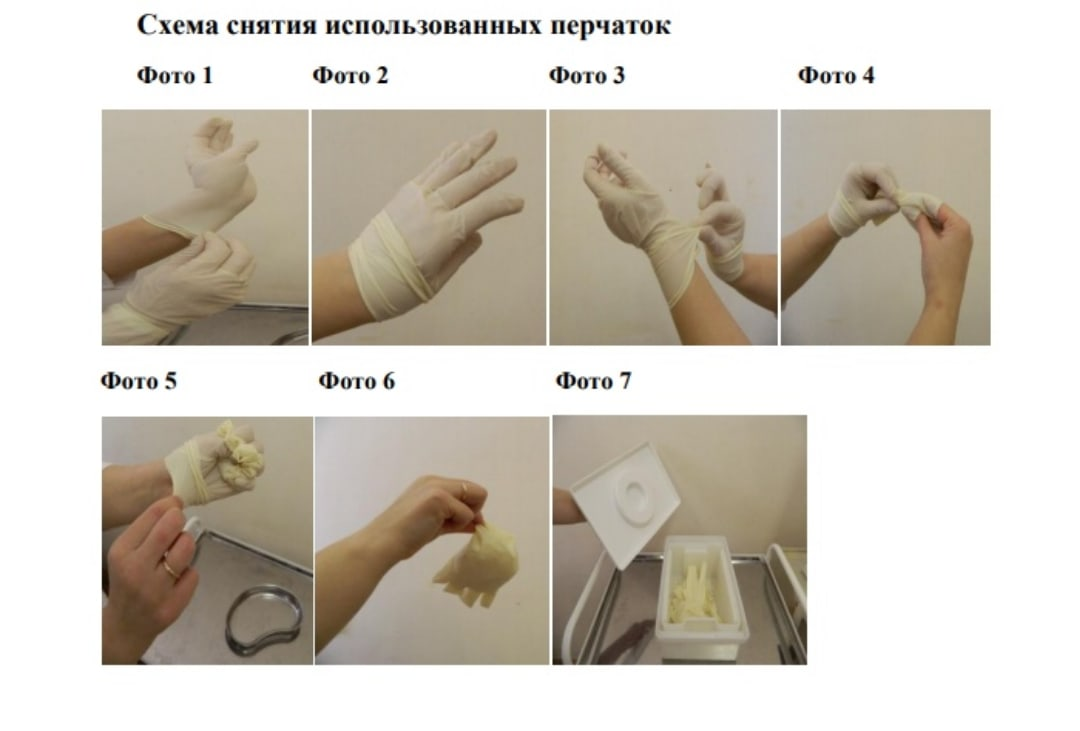 Схема снятия использованных перчаток
Фото 1 Фото 2 Фото 3 Фото 4
Фото 5 Фото 6 Фото 7